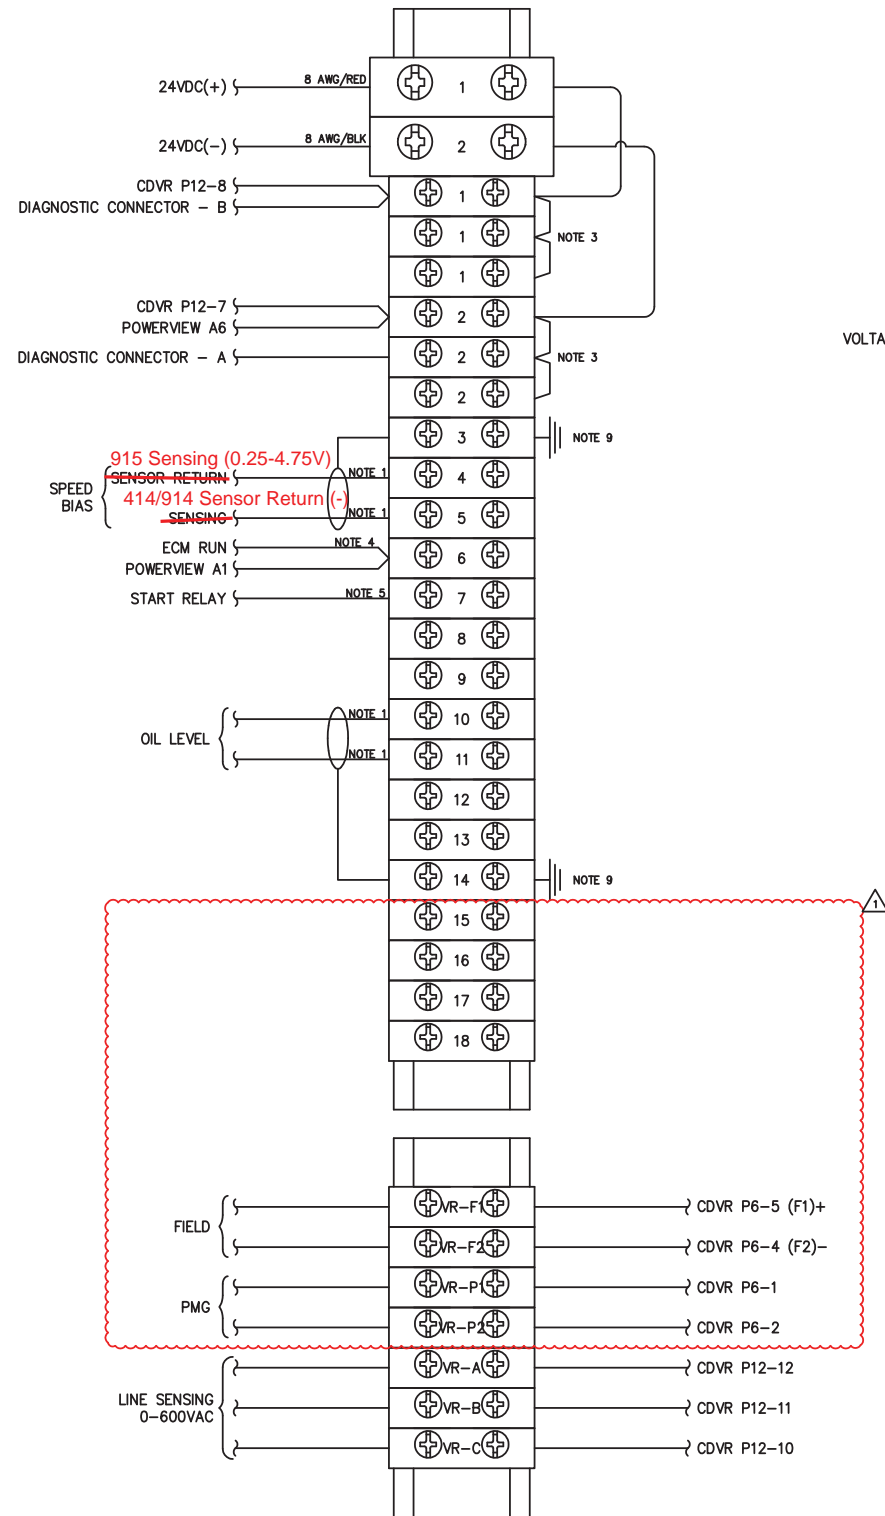 24VDC(+) 8 AWG/RED 1
24VDC(-) 8 AWG/BLK 2
CDVR P12-8
DIAGNOSTIC CONNECTOR - B 1
1 NOTE 3
1
CDVR P12-7
POWERVIEW A6 2
DIAGNOSTIC CONNECTOR - A 2 NOTE 3
VOLTA
2
3 NOTE 9
915 Sensing (0.25-4.75V)
SENSOR RETURN NOTE 1 4
SPEED
BIAS
414/914 Sensor Return (-)
SENSING NOTE 1 5
ECM RUN NOTE 4
POWERVIEW A1 6
START RELAY NOTE 5 7
8
9
NOTE 1 10
OIL LEVEL
NOTE 1 11
12
13
14 NOTE 9
1
15
16
17
18
VR-F1 CDVR P6-5 (F1)+
FIELD
VR-F2 CDVR P6-4 (F2)-
VR-P1 CDVR P6-1
PMG
VR-P2 CDVR P6-2
VR-A CDVR P12-12
LINE SENSING
0-600VAC
VR-B CDVR P12-11
VR-C CDVR P12-10